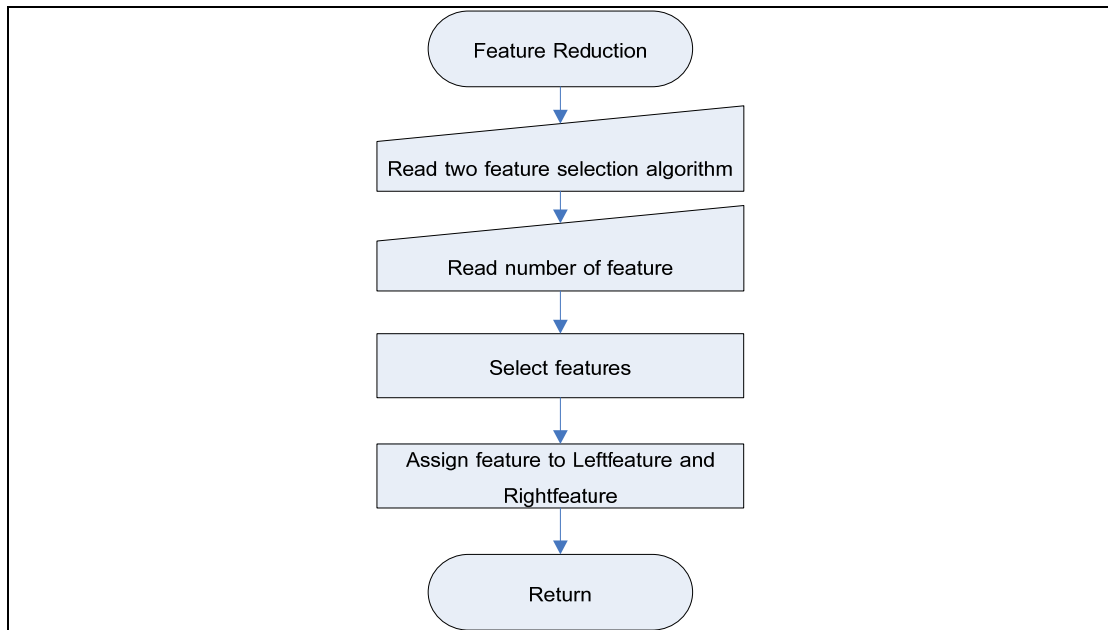 Feature Reduction
Read two feature selection algorithm
Read number of feature
Select features
Assign feature to Leftfeature and
Rightfeature
Return